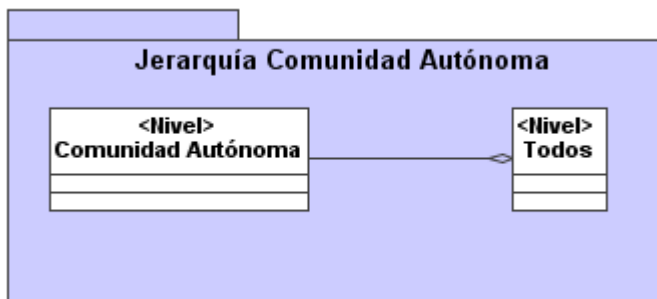 Jerarquía Comunidad Autónoma
<Nivel>
Comunidad Autónoma
<Nivel>
Todos